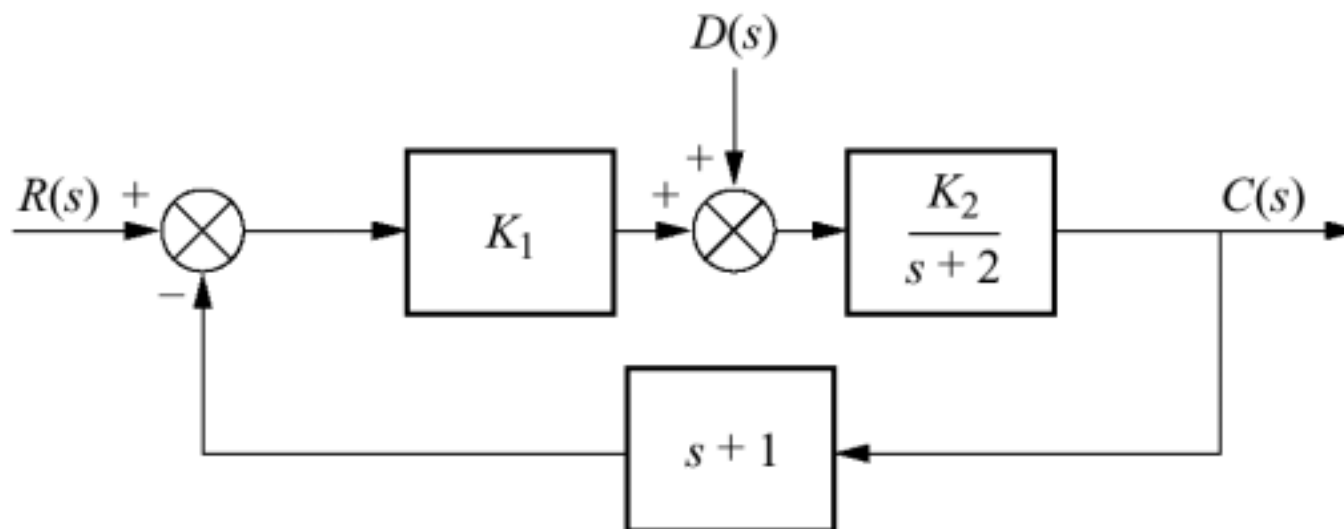 D(s)
R(s) + K₁ + + K₂/(s + 2) C(s)
−
s + 1